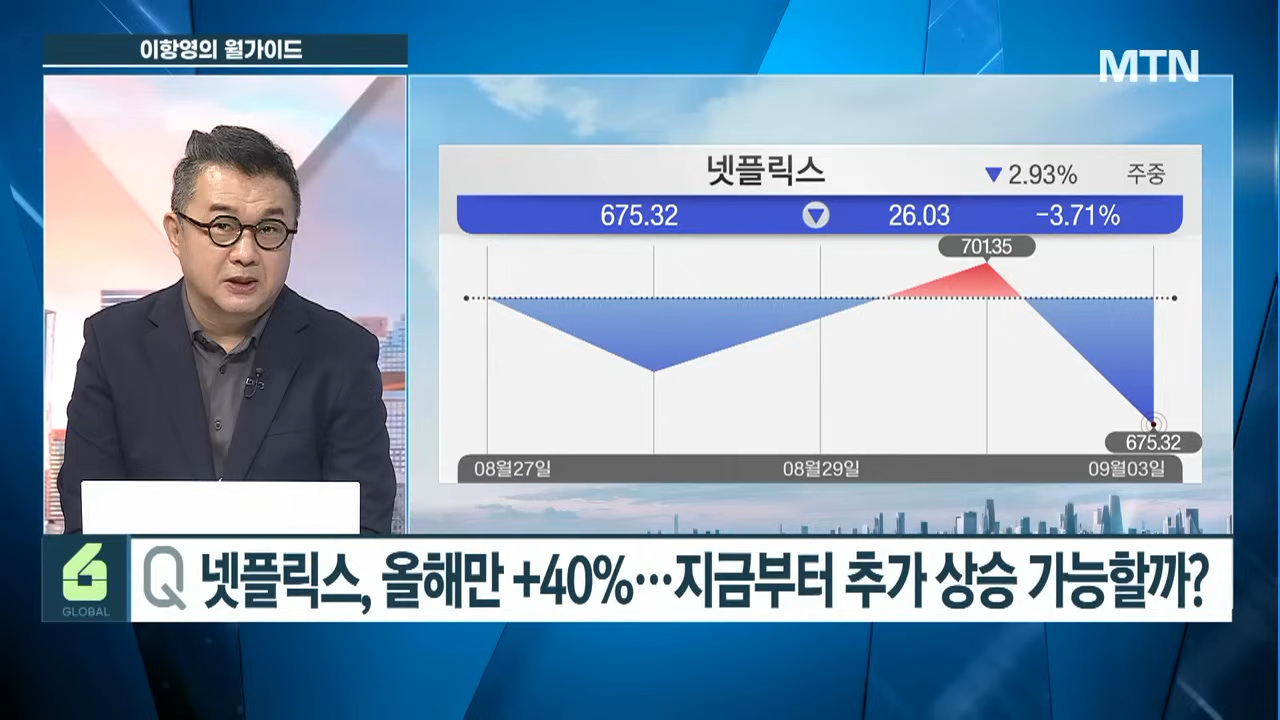 이항영의 월가이드
MTN
넷플릭스 ▼ 2.93% 주중
675.32 ▼ 26.03 -3.71%
701.35
675.32
08월27일 08월29일 09월03일
6 GLOBAL
Q 넷플릭스, 올해만 +40%…지금부터 추가 상승 가능할까?